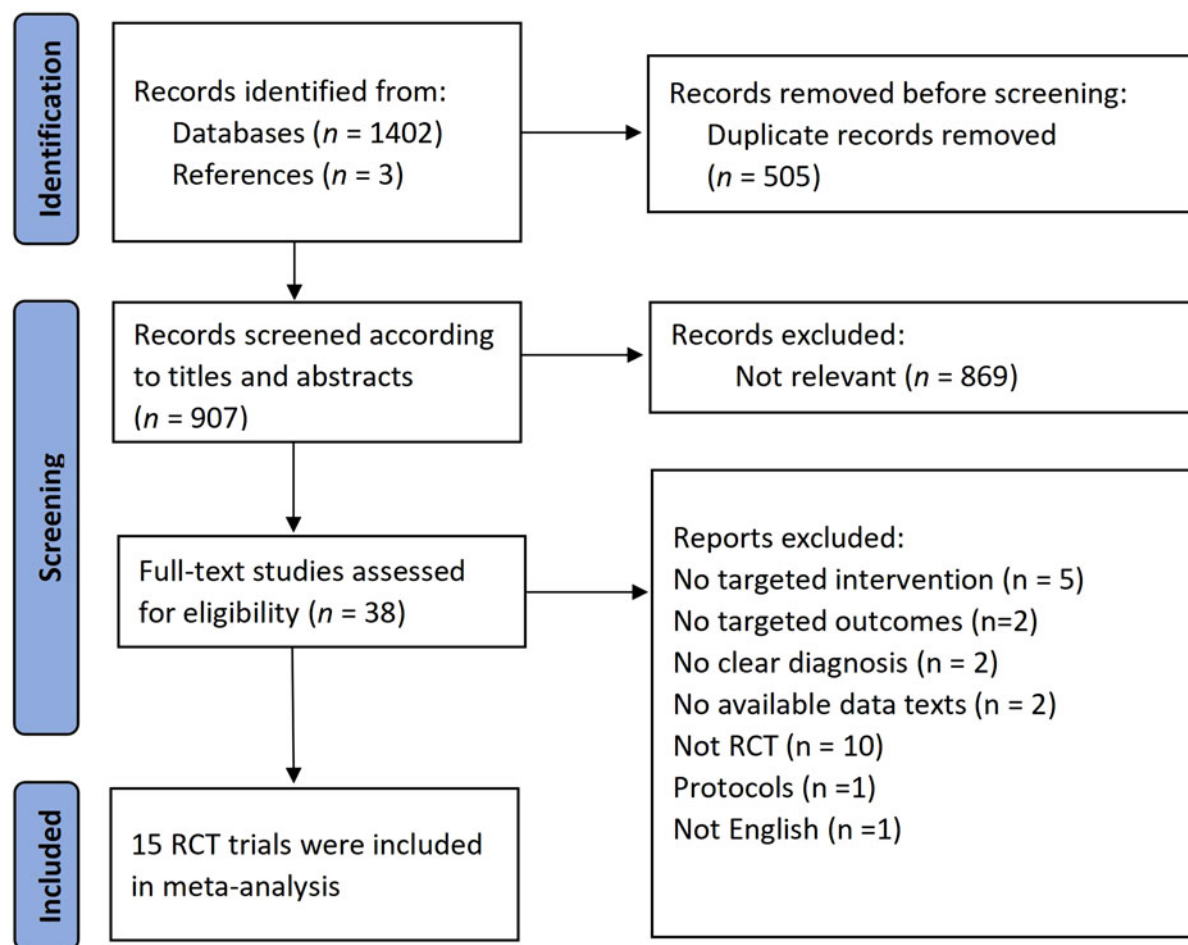 Identification
Records identified from:
Databases (n = 1402)
References (n = 3)
Records removed before screening:
Duplicate records removed
(n = 505)
Screening
Records screened according
to titles and abstracts
(n = 907)
Records excluded:
Not relevant (n = 869)
Full-text studies assessed
for eligibility (n = 38)
Reports excluded:
No targeted intervention (n = 5)
No targeted outcomes (n=2)
No clear diagnosis (n = 2)
No available data texts (n = 2)
Not RCT (n = 10)
Protocols (n =1)
Not English (n =1)
Included
15 RCT trials were included
in meta-analysis